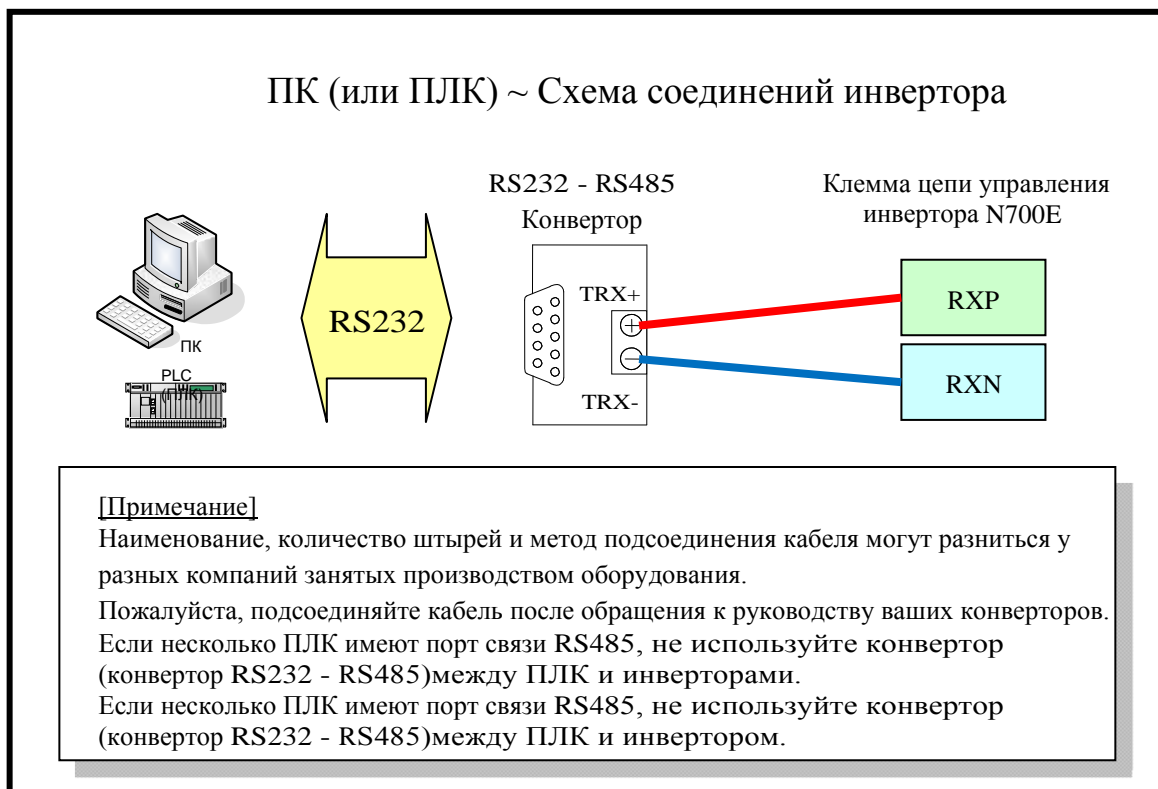 ПК (или ПЛК) ~ Схема соединений инвертора
RS232 - RS485
Конвертор
Клемма цепи управления
инвертора N700E
ПК
PLC
(ПЛК)
RS232
TRX+
TRX-
RXP
RXN
[Примечание]
Наименование, количество штырей и метод подсоединения кабеля могут разниться у
разных компаний занятых производством оборудования.
Пожалуйста, подсоединяйте кабель после обращения к руководству ваших конверторов.
Если несколько ПЛК имеют порт связи RS485, не используйте конвертор
(конвертор RS232 - RS485)между ПЛК и инверторами.
Если несколько ПЛК имеют порт связи RS485, не используйте конвертор
(конвертор RS232 - RS485)между ПЛК и инвертором.